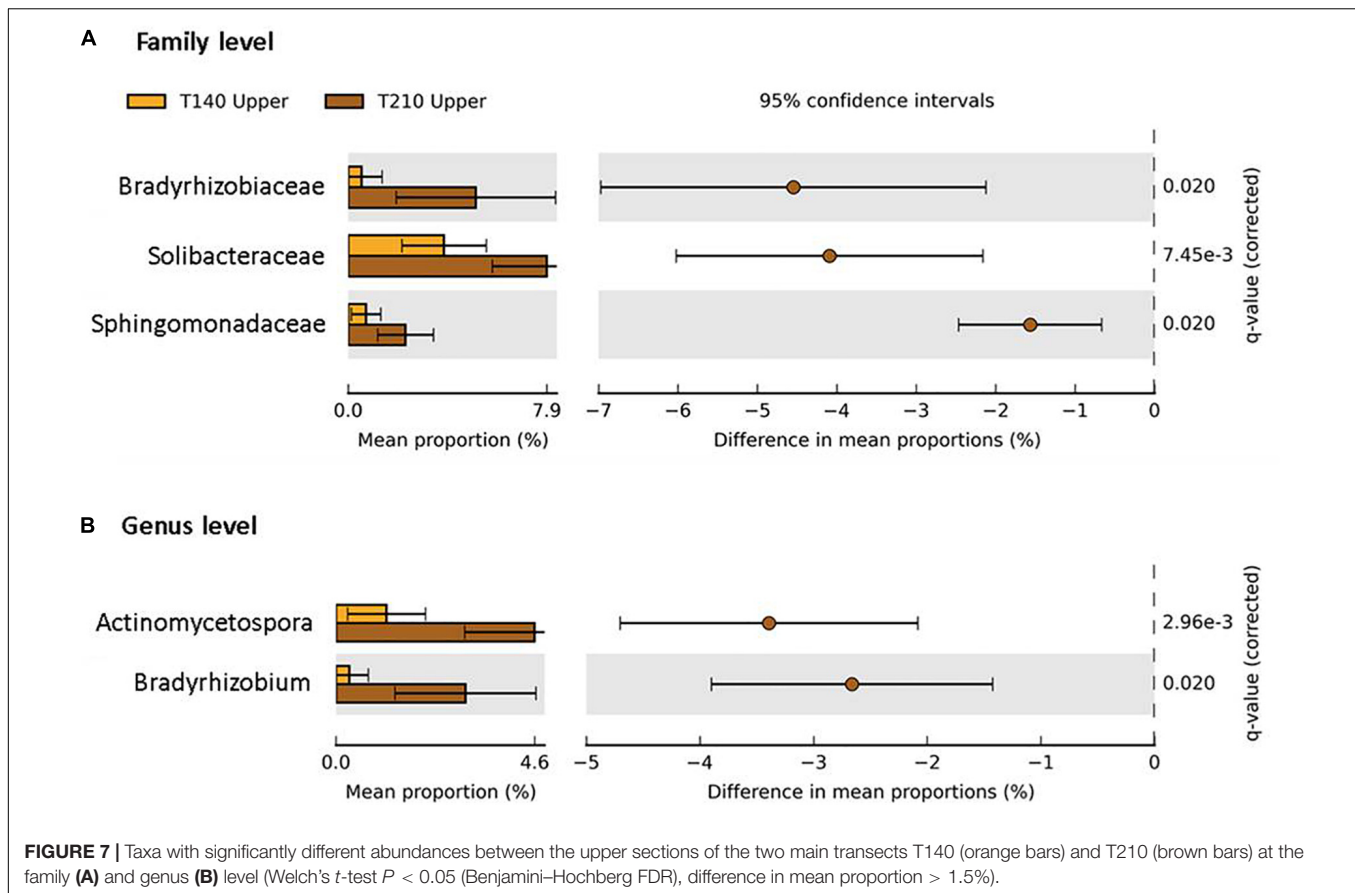 A Family level
T140 Upper T210 Upper 95% confidence intervals
Bradyrhizobiaceae 0.020
Solibacteraceae 7.45e-3
Sphingomonadaceae 0.020
q-value (corrected)
0.0 7.9 −7 −6 −5 −4 −3 −2 −1 0
Mean proportion (%) Difference in mean proportions (%)
B Genus level
Actinomycetospora 2.96e-3
Bradyrhizobium 0.020
q-value (corrected)
0.0 4.6 −5 −4 −3 −2 −1 0
Mean proportion (%) Difference in mean proportions (%)
FIGURE 7 | Taxa with significantly different abundances between the upper sections of the two main transects T140 (orange bars) and T210 (brown bars) at the
family (A) and genus (B) level (Welch's t-test P < 0.05 (Benjamini–Hochberg FDR), difference in mean proportion > 1.5%).